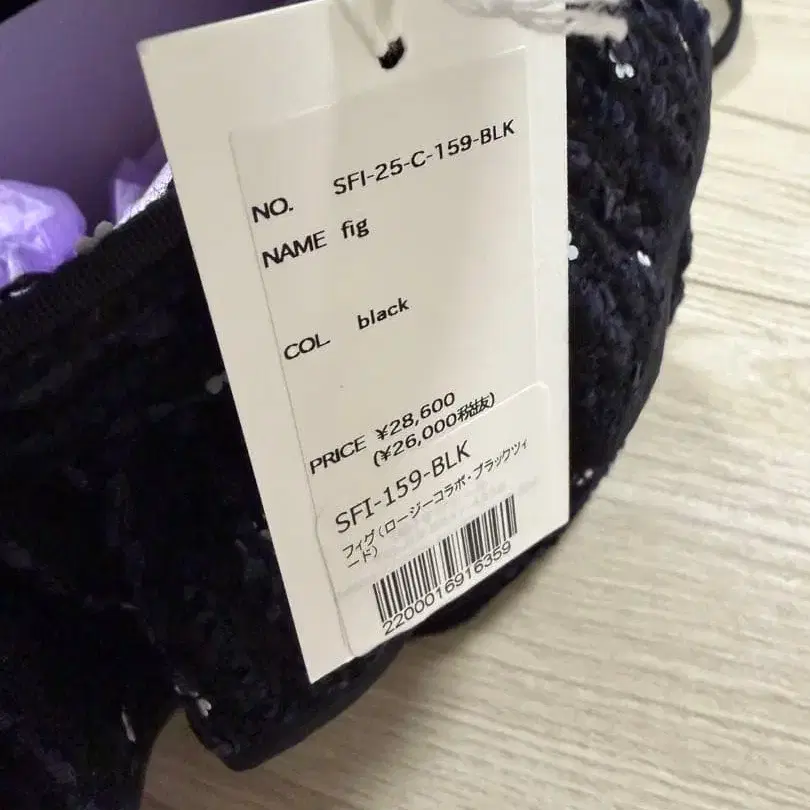 NO. SFI-25-C-159-BLK
NAME fig
COL black
PRICE ¥28,600
(¥26,000税抜)
SFI-159-BLK
フィグ(ロージーコラボ・ブラックツィ
ード)
2200016916359